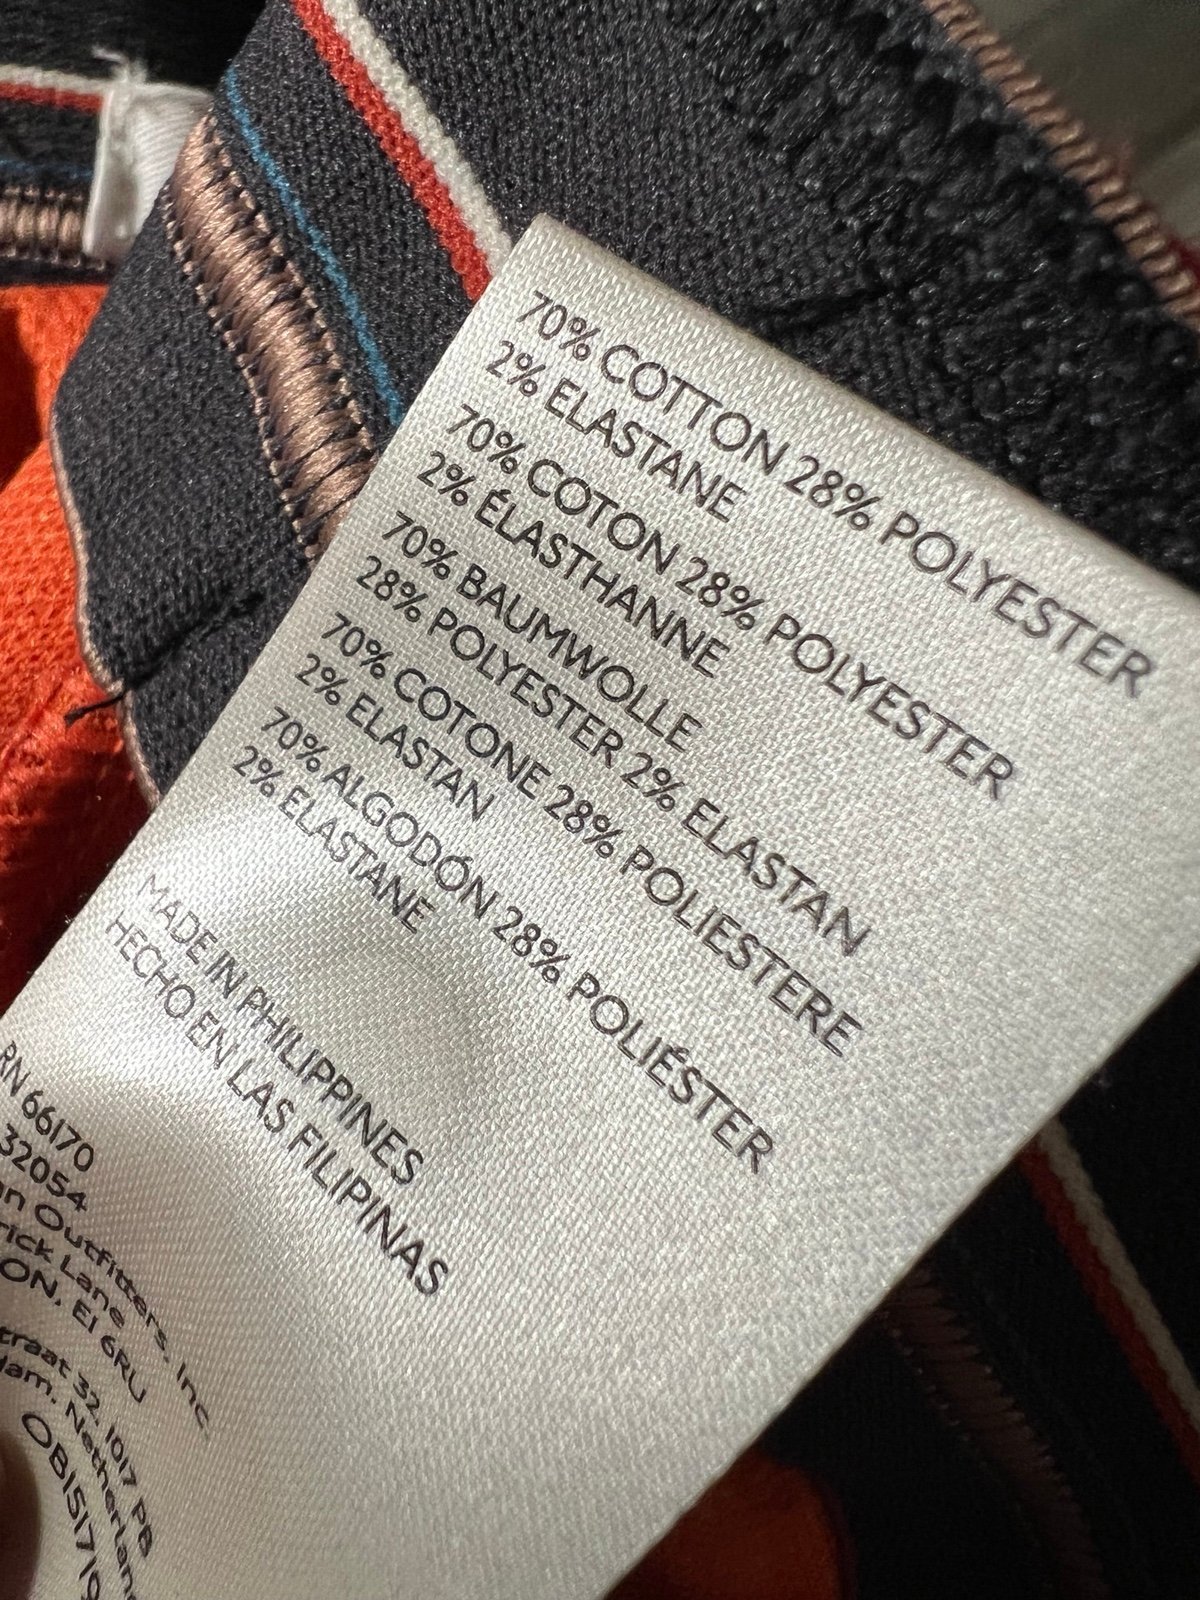 70% COTTON 28% POLYESTER
2% ELASTANE
70% COTON 28% POLYESTER
2% ÉLASTHANNE
70% BAUMWOLLE
28% POLYESTER 2% ELASTAN
70% COTONE 28% POLIESTERE
2% ELASTAN
70% ALGODÓN 28% POLIÉSTER
2% ELASTANE
MADE IN PHILIPPINES
HECHO EN LAS FILIPINAS
RN 66170
32054
Outfitters, Inc.
Lane
E1 6RU
32, 1017 PB